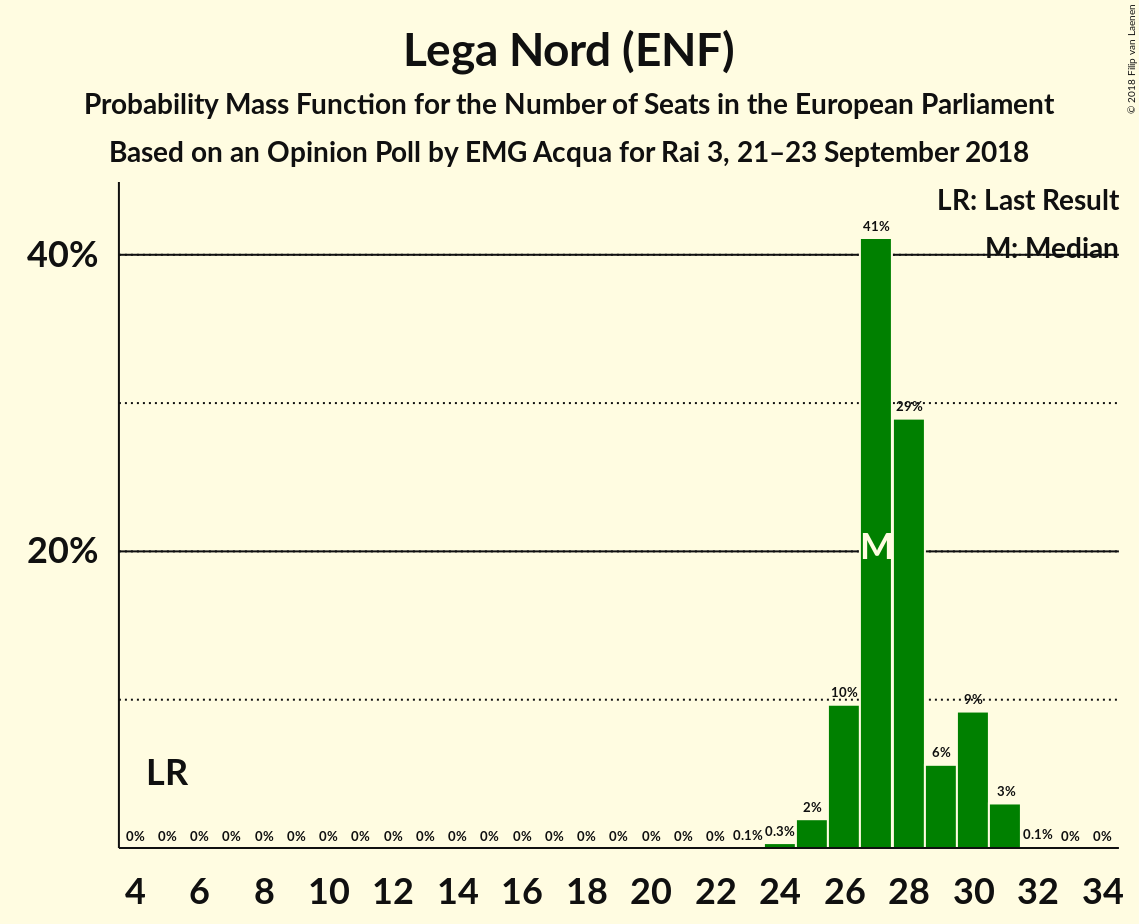 Lega Nord (ENF)
Probability Mass Function for the Number of Seats in the European Parliament
Based on an Opinion Poll by EMG Acqua for Rai 3, 21–23 September 2018
© 2018 Filip van Laenen
LR: Last Result
M: Median
40%
20%
41%
29%
M
10%
9%
6%
LR
3%
2%
0% 0% 0% 0% 0% 0% 0% 0% 0% 0% 0% 0% 0% 0% 0% 0% 0% 0% 0% 0.1% 0.3% 0.1% 0% 0%
4 6 8 10 12 14 16 18 20 22 24 26 28 30 32 34